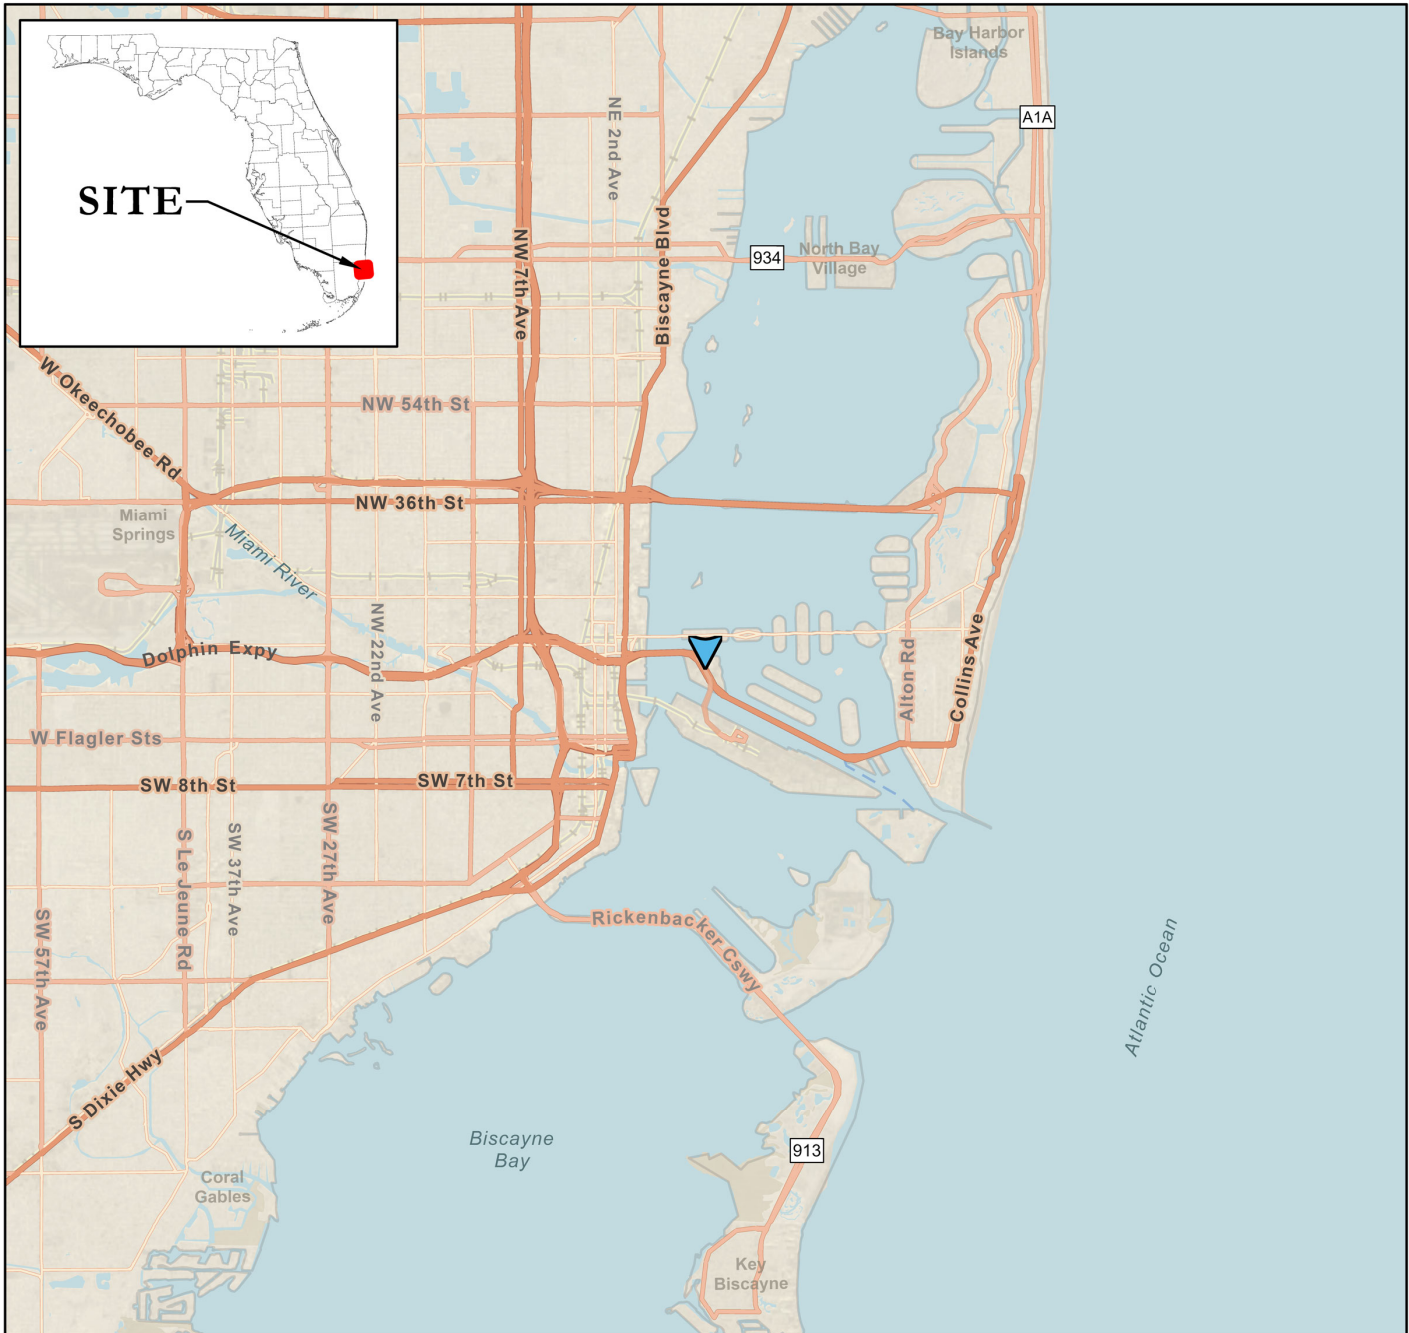 Bay Harbor
Islands
A1A
NE 2nd Ave
SITE
Biscayne Blvd
NW 7th Ave
934
North Bay
Village
W Okeechobee Rd
NW 54th St
NW 36th St
Miami
Springs
Miami River
NW 22nd Ave
Dolphin Expy
Alton Rd
Collins Ave
W Flagler Sts
SW 8th St
SW 7th St
S Le Jeune Rd
SW 37th Ave
SW 27th Ave
SW 57th Ave
Rickenbacker Cswy
Atlantic Ocean
S Dixie Hwy
Biscayne
Bay
913
Coral
Gables
Key
Biscayne